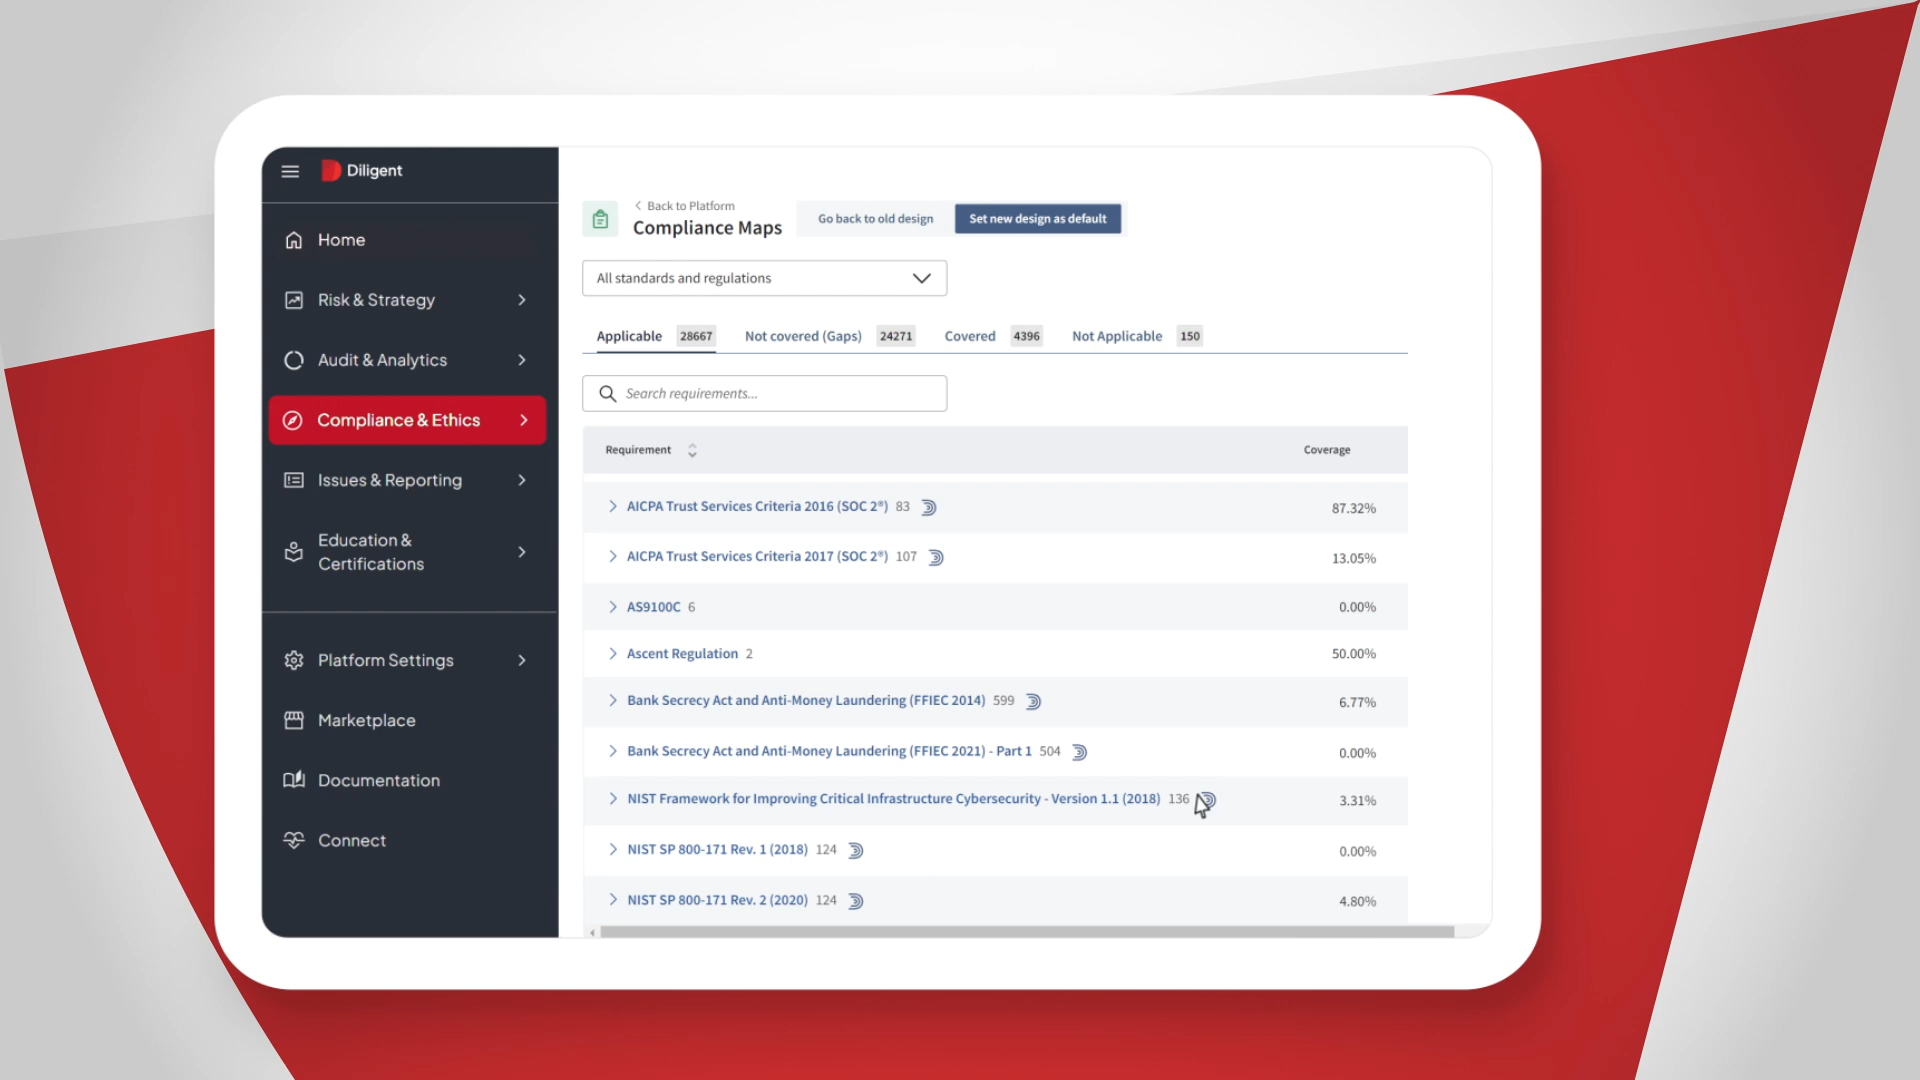 Diligent
Home
Risk & Strategy
Audit & Analytics
Compliance & Ethics
Issues & Reporting
Education &
Certifications
Platform Settings
Marketplace
Documentation
Connect
Back to Platform
Compliance Maps
Go back to old design
Set new design as default
All standards and regulations
Applicable 28667 Not covered (Gaps) 24271 Covered 4396 Not Applicable 150
Search requirements...
Requirement Coverage
AICPA Trust Services Criteria 2016 (SOC 2®) 83 87.32%
AICPA Trust Services Criteria 2017 (SOC 2®) 107 13.05%
AS9100C 6 0.00%
Ascent Regulation 2 50.00%
Bank Secrecy Act and Anti-Money Laundering (FFIEC 2014) 599 6.77%
Bank Secrecy Act and Anti-Money Laundering (FFIEC 2021) - Part 1 504 0.00%
NIST Framework for Improving Critical Infrastructure Cybersecurity - Version 1.1 (2018) 136 3.31%
NIST SP 800-171 Rev. 1 (2018) 124 0.00%
NIST SP 800-171 Rev. 2 (2020) 124 4.80%